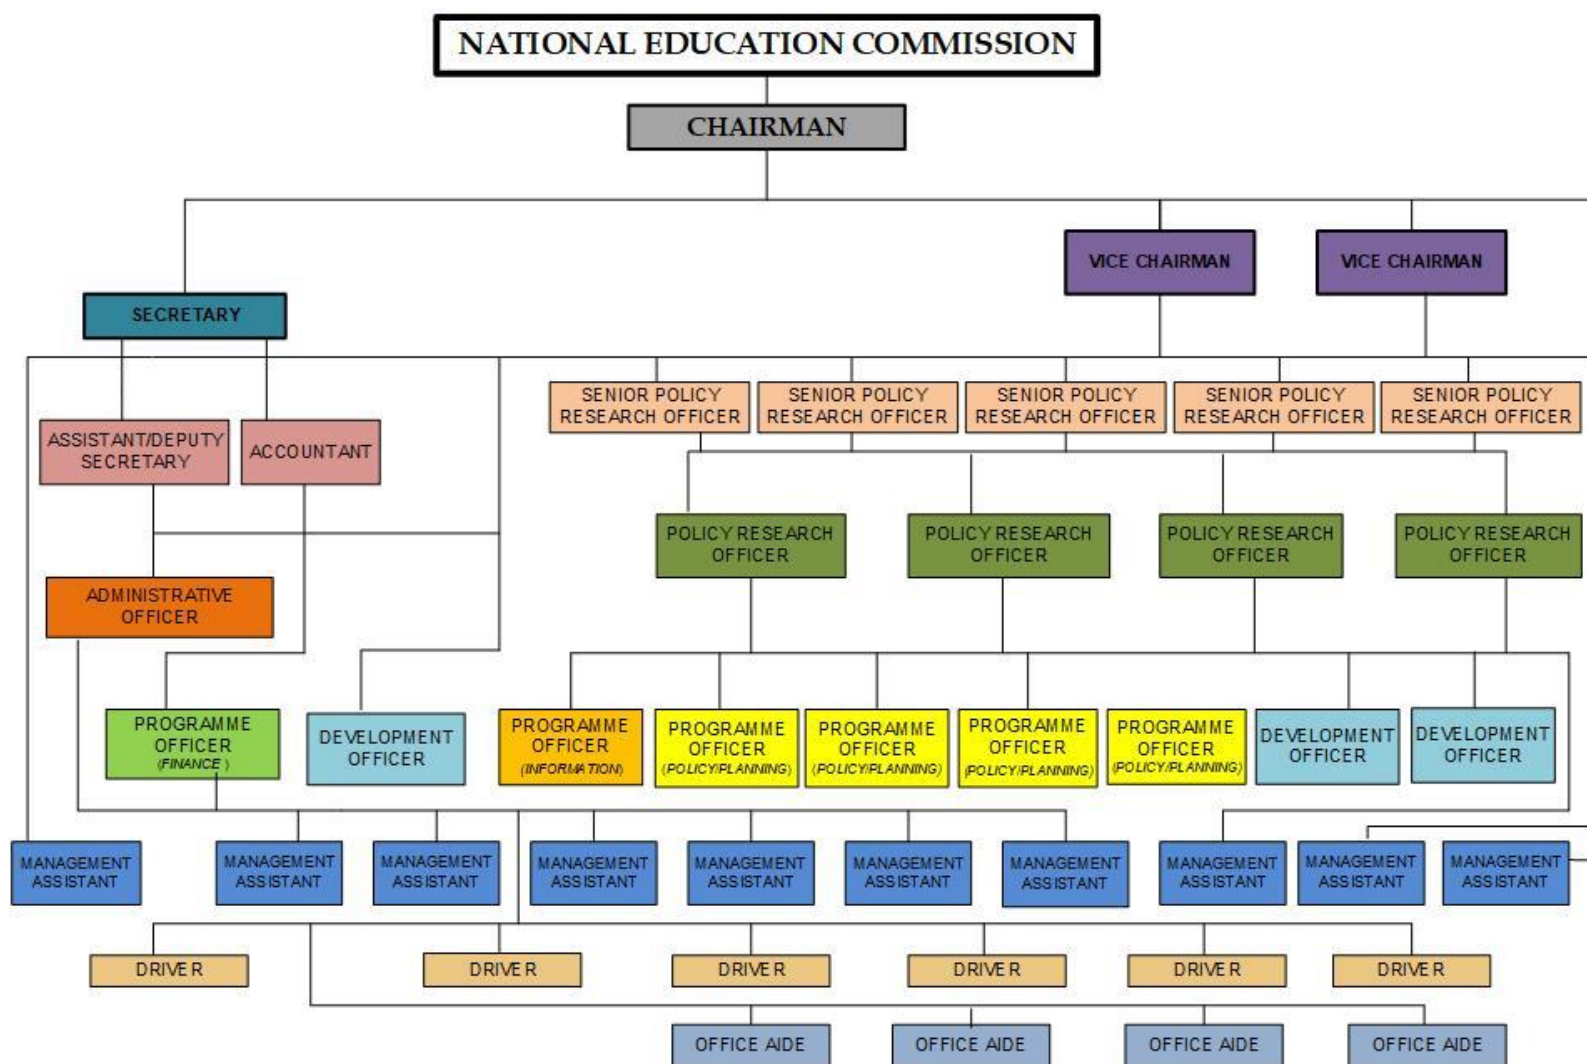 NATIONAL EDUCATION COMMISSION
CHAIRMAN
VICE CHAIRMAN
VICE CHAIRMAN
SECRETARY
SENIOR POLICY
RESEARCH OFFICER
SENIOR POLICY
RESEARCH OFFICER
SENIOR POLICY
RESEARCH OFFICER
SENIOR POLICY
RESEARCH OFFICER
SENIOR POLICY
RESEARCH OFFICER
ASSISTANT/DEPUTY
SECRETARY
ACCOUNTANT
POLICY RESEARCH
OFFICER
POLICY RESEARCH
OFFICER
POLICY RESEARCH
OFFICER
POLICY RESEARCH
OFFICER
ADMINISTRATIVE
OFFICER
PROGRAMME
OFFICER
(FINANCE )
DEVELOPMENT
OFFICER
PROGRAMME
OFFICER
(INFORMATION)
PROGRAMME
OFFICER
(POLICY/PLANNING)
PROGRAMME
OFFICER
(POLICY/PLANNING)
PROGRAMME
OFFICER
(POLICY/PLANNING)
PROGRAMME
OFFICER
(POLICY/PLANNING)
DEVELOPMENT
OFFICER
DEVELOPMENT
OFFICER
MANAGEMENT
ASSISTANT
MANAGEMENT
ASSISTANT
MANAGEMENT
ASSISTANT
MANAGEMENT
ASSISTANT
MANAGEMENT
ASSISTANT
MANAGEMENT
ASSISTANT
MANAGEMENT
ASSISTANT
MANAGEMENT
ASSISTANT
MANAGEMENT
ASSISTANT
MANAGEMENT
ASSISTANT
DRIVER
DRIVER
DRIVER
DRIVER
DRIVER
DRIVER
OFFICE AIDE
OFFICE AIDE
OFFICE AIDE
OFFICE AIDE